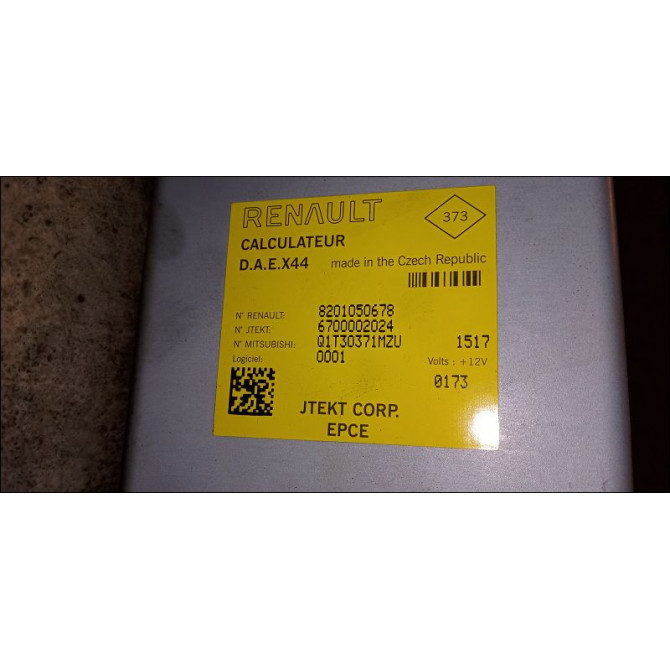 RENAULT
373
CALCULATEUR
D.A.E.X44 made in the Czech Republic
N° RENAULT: 8201050678
N° JTEKT: 6700002024
N° MITSUBISHI: Q1T30371MZU 1517
Logiciel: 0001 Volts : +12V
0173
JTEKT CORP.
EPCE